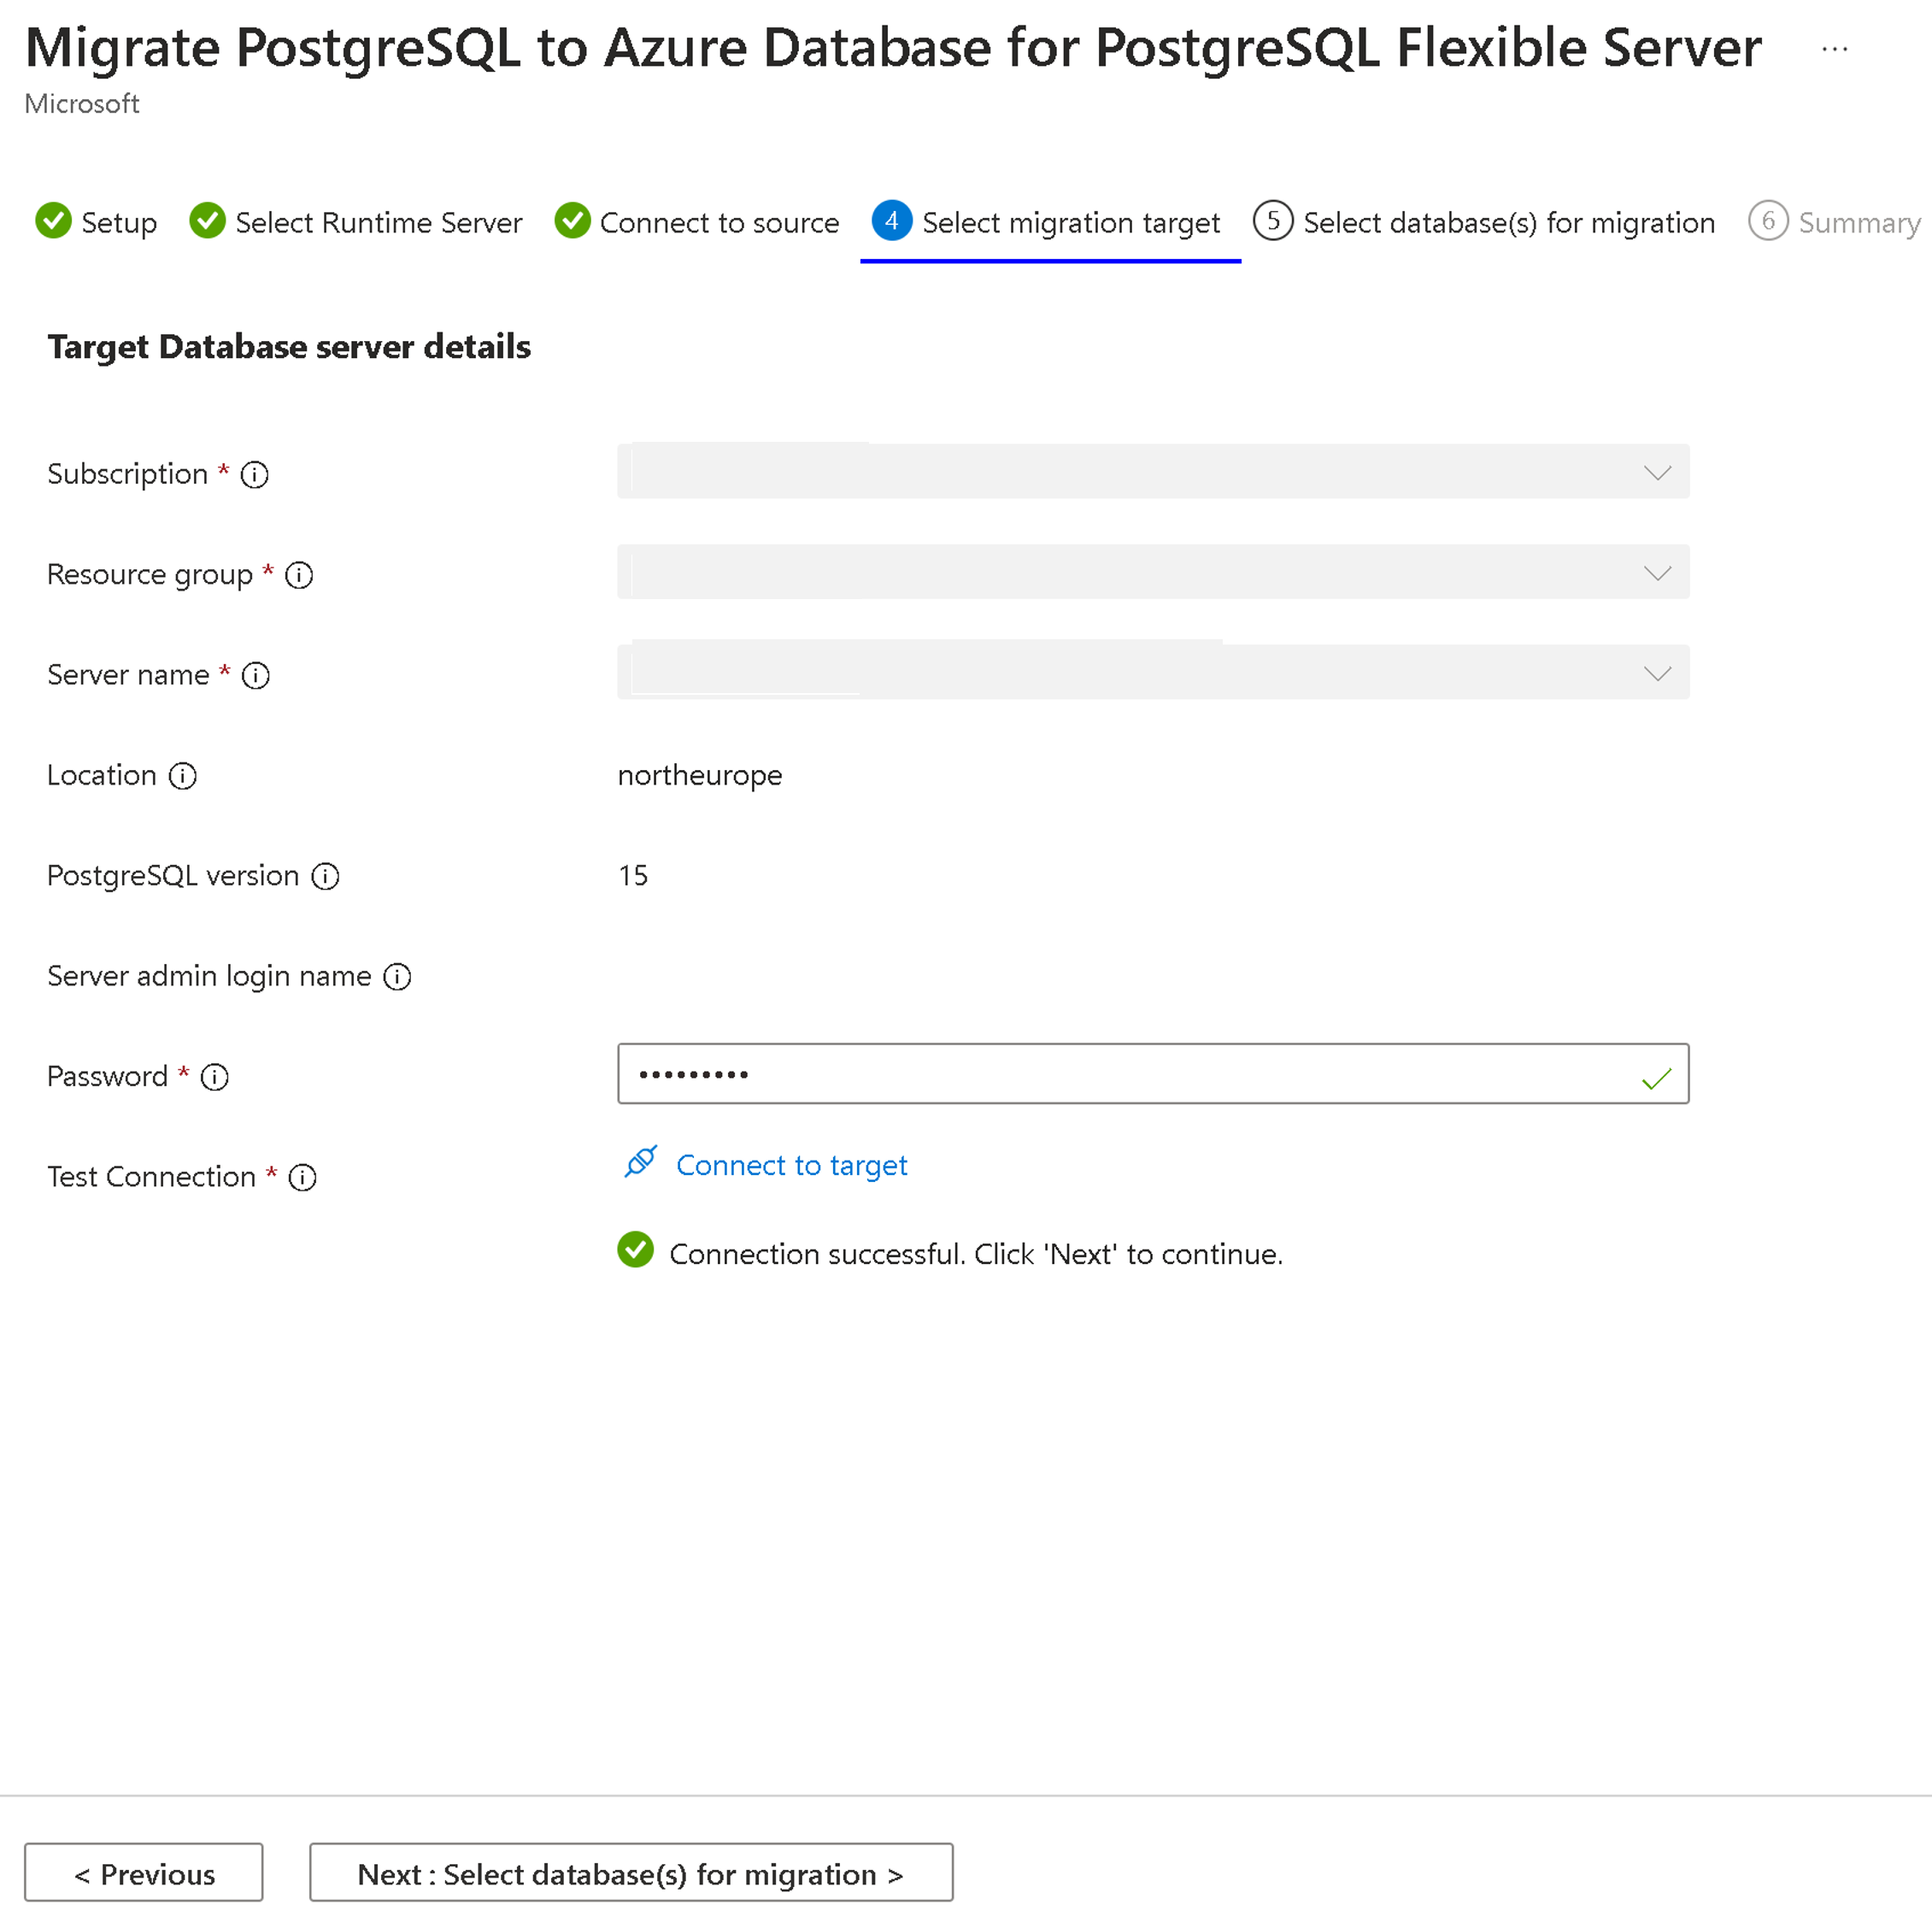 Migrate PostgreSQL to Azure Database for PostgreSQL Flexible Server ...
Microsoft
Setup Select Runtime Server Connect to source 4 Select migration target 5 Select database(s) for migration 6 Summary
Target Database server details
Subscription *
Resource group *
Server name *
Location northeurope
PostgreSQL version 15
Server admin login name
Password * •••••••••
Test Connection * Connect to target
Connection successful. Click 'Next' to continue.
< Previous Next : Select database(s) for migration >